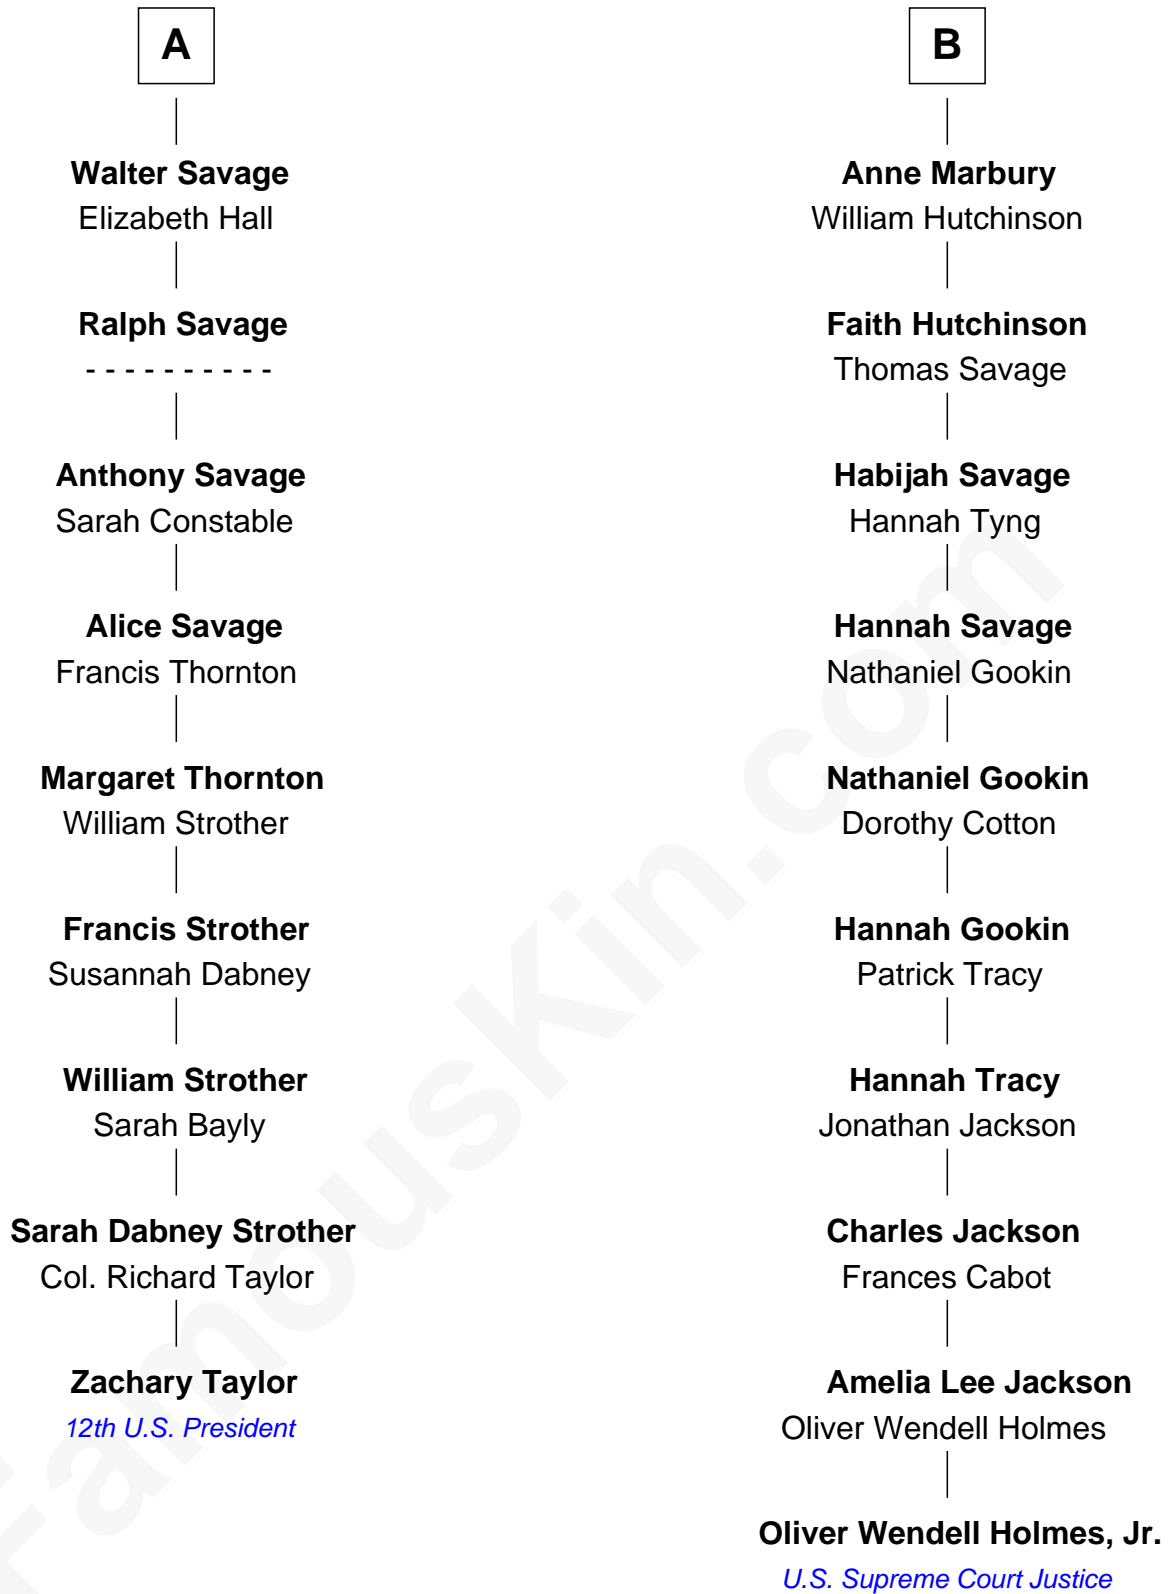 A
B
Walter Savage
Elizabeth Hall
Anne Marbury
William Hutchinson
Ralph Savage
- - - - - - - - - -
Faith Hutchinson
Thomas Savage
Anthony Savage
Sarah Constable
Habijah Savage
Hannah Tyng
Alice Savage
Francis Thornton
Hannah Savage
Nathaniel Gookin
Margaret Thornton
William Strother
Nathaniel Gookin
Dorothy Cotton
Francis Strother
Susannah Dabney
Hannah Gookin
Patrick Tracy
William Strother
Sarah Bayly
Hannah Tracy
Jonathan Jackson
Sarah Dabney Strother
Col. Richard Taylor
Charles Jackson
Frances Cabot
Zachary Taylor
12th U.S. President
Amelia Lee Jackson
Oliver Wendell Holmes
Oliver Wendell Holmes, Jr.
U.S. Supreme Court Justice
FamousKin.com